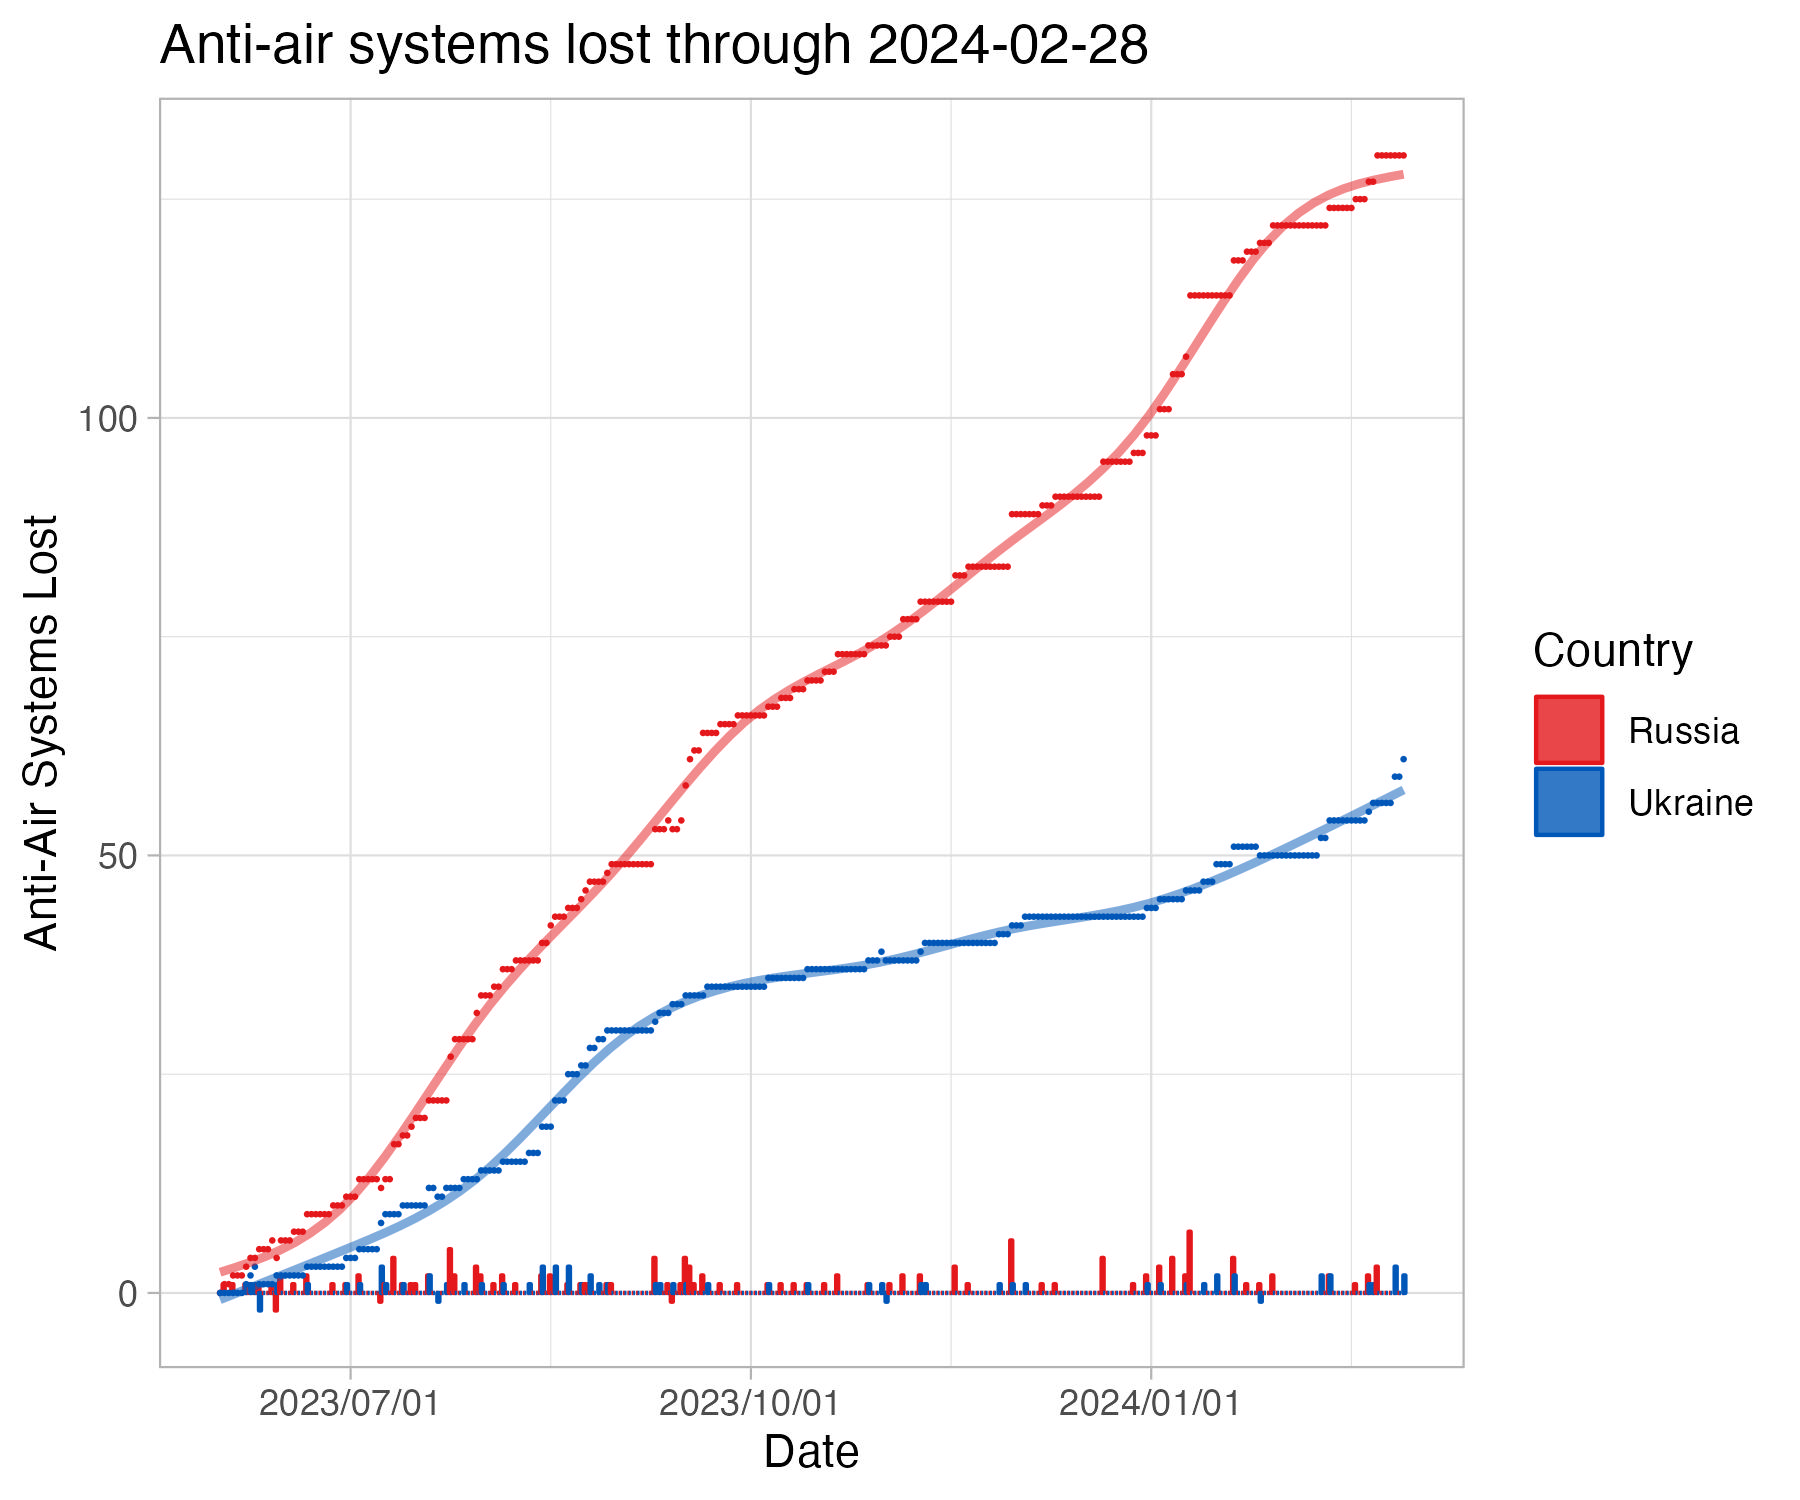 Anti-air systems lost through 2024-02-28
Anti-Air Systems Lost
100
50
0
2023/07/01
2023/10/01
2024/01/01
Date
Country
Russia
Ukraine